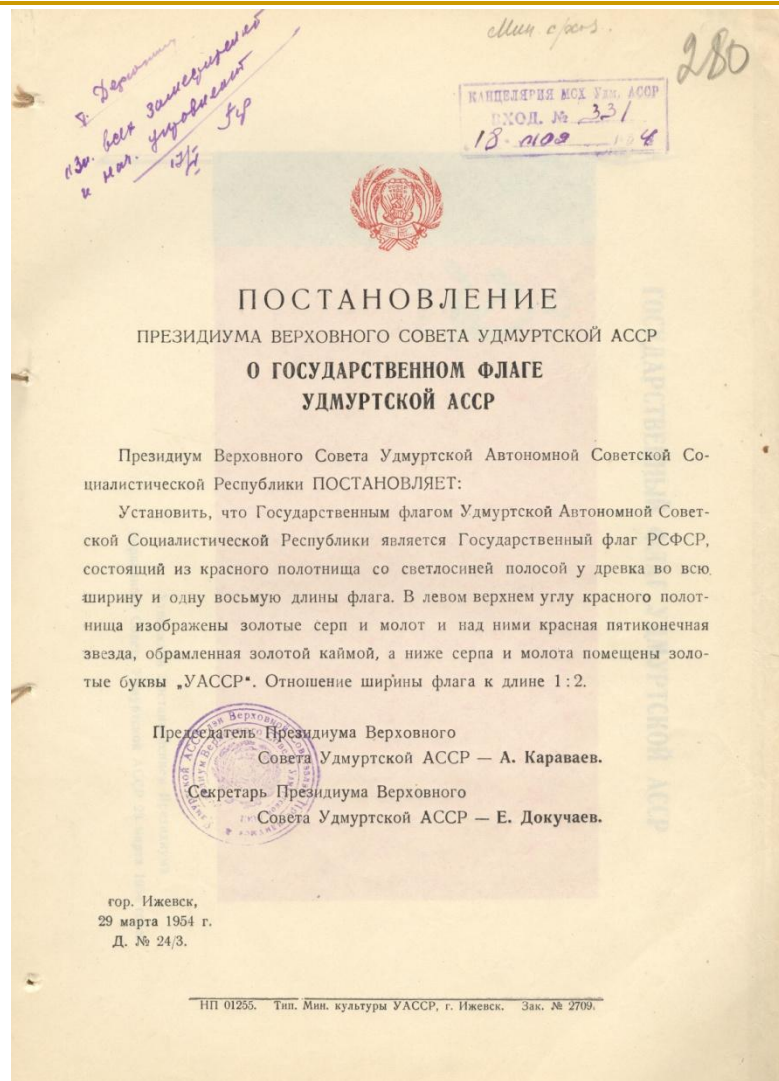 280
КАНЦЕЛЯРИЯ МСХ Удм. АССР
ВХОД. № 331
18
всех заместителей
и нач. управлений
ПОСТАНОВЛЕНИЕ
ПРЕЗИДИУМА ВЕРХОВНОГО СОВЕТА УДМУРТСКОЙ АССР
О ГОСУДАРСТВЕННОМ ФЛАГЕ
УДМУРТСКОЙ АССР
Президиум Верховного Совета Удмуртской Автономной Советской Со-
циалистической Республики ПОСТАНОВЛЯЕТ:
Установить, что Государственным флагом Удмуртской Автономной Совет-
ской Социалистической Республики является Государственный флаг РСФСР,
состоящий из красного полотнища со светлосиней полосой у древка во всю
ширину и одну восьмую длины флага. В левом верхнем углу красного полот-
нища изображены золотые серп и молот и над ними красная пятиконечная
звезда, обрамленная золотой каймой, а ниже серпа и молота помещены золо-
тые буквы „УАССР“. Отношение ширины флага к длине 1:2.
Председатель Президиума Верховного
Совета Удмуртской АССР — А. Караваев.
Секретарь Президиума Верховного
Совета Удмуртской АССР — Е. Докучаев.
гор. Ижевск,
29 марта 1954 г.
Д. № 24/3.
НП 01255. Тип. Мин. культуры УАССР, г. Ижевск. Зак. № 2709.